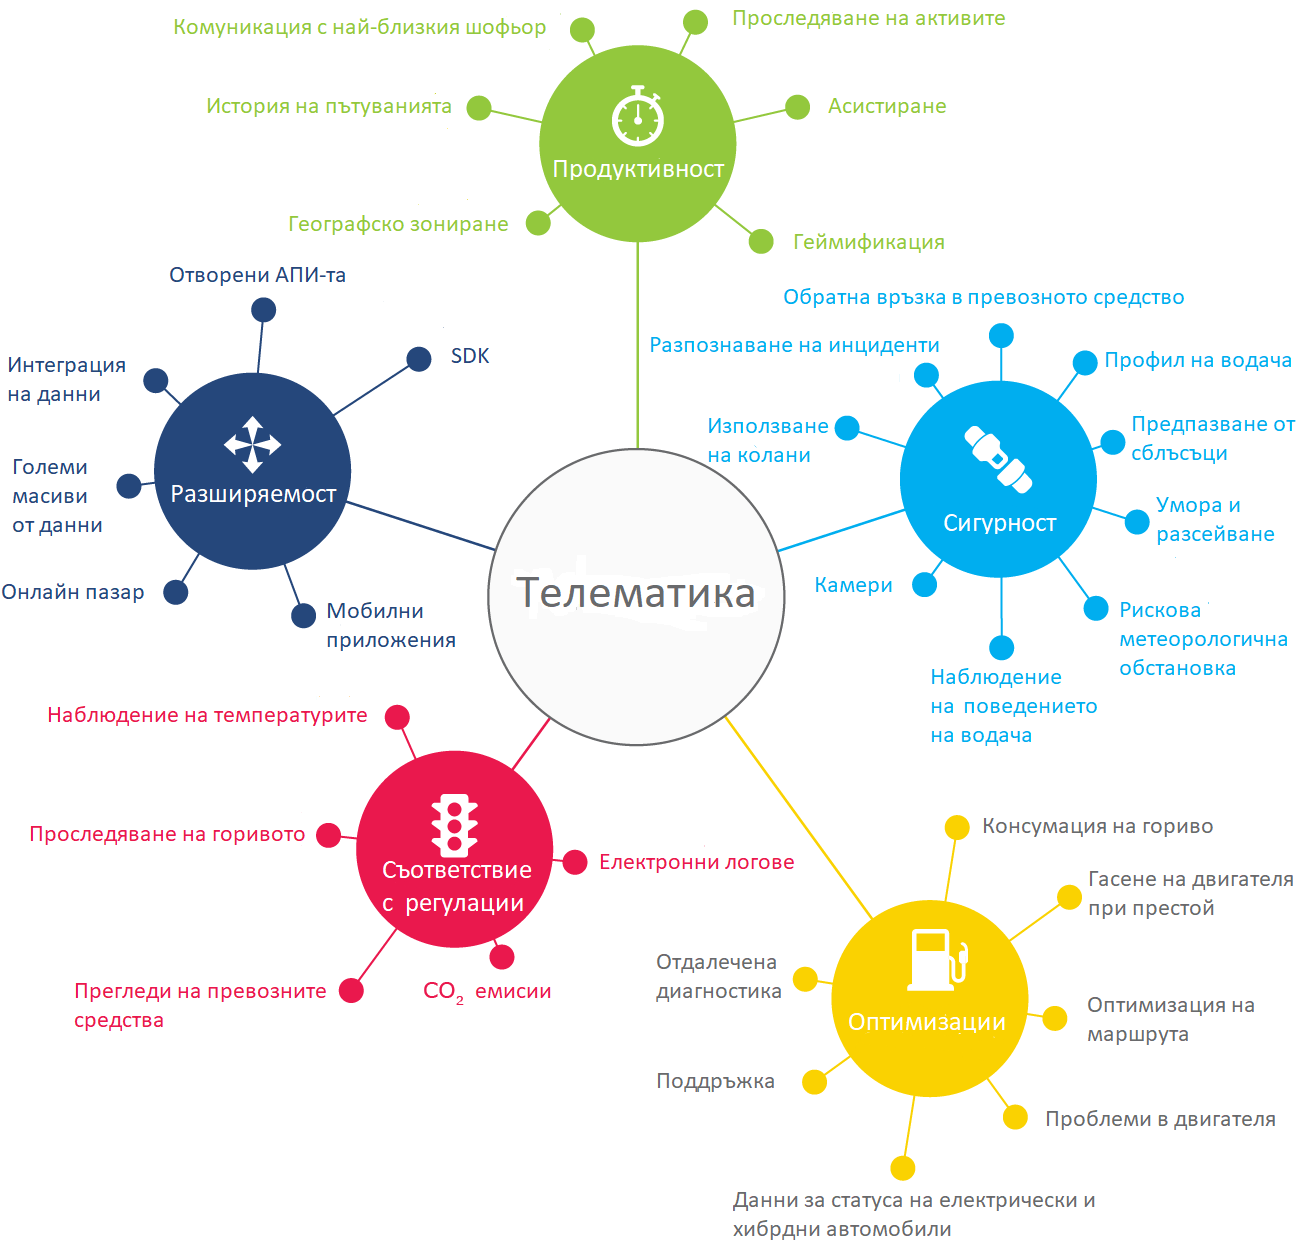 Комуникация с най-близкия шофьор
Проследяване на активите
История на пътуванията
Асистиране
Продуктивност
Географско зониране
Геймификация
Отворени АПИ-та
SDK
Интеграция
на данни
Големи
масиви
от данни
Разширяемост
Онлайн пазар
Мобилни
приложения
Обратна връзка в превозното средство
Разпознаване на инциденти
Профил на водача
Използване
на колани
Предпазване от
сблъсъци
Сигурност
Умора и
разсейване
Камери
Рискова
метеорологична
обстановка
Наблюдение
на поведението
на водача
Телематика
Наблюдение на температурите
Проследяване на горивото
Електронни логове
Съответствие
с регулации
Прегледи на превозните
средства
CO₂ емисии
Консумация на гориво
Гасене на двигателя
при престой
Отдалечена
диагностика
Оптимизации
Оптимизация на
маршрута
Поддръжка
Проблеми в двигателя
Данни за статуса на електрически и
хибрдни автомобили